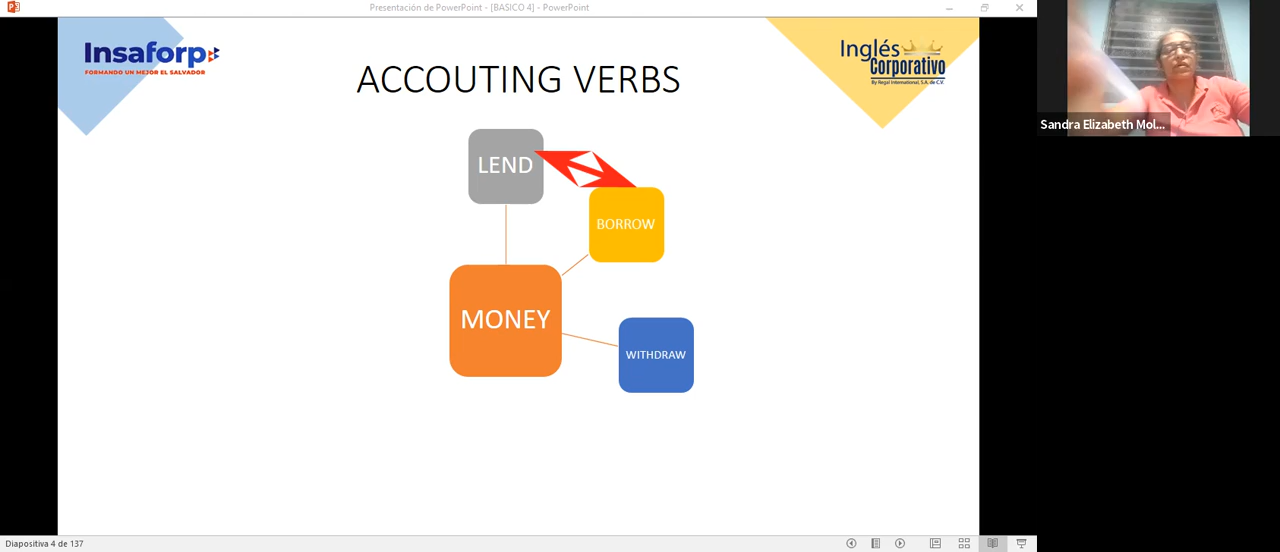 Presentación de PowerPoint - [BASICO 4] - PowerPoint
Insaforp
FORMANDO UN MEJOR EL SALVADOR
ACCOUTING VERBS
Inglés
Corporativo
By Regal International, S.A. de C.V.
LEND
BORROW
MONEY
WITHDRAW
Sandra Elizabeth Mol...
Diapositiva 4 de 137